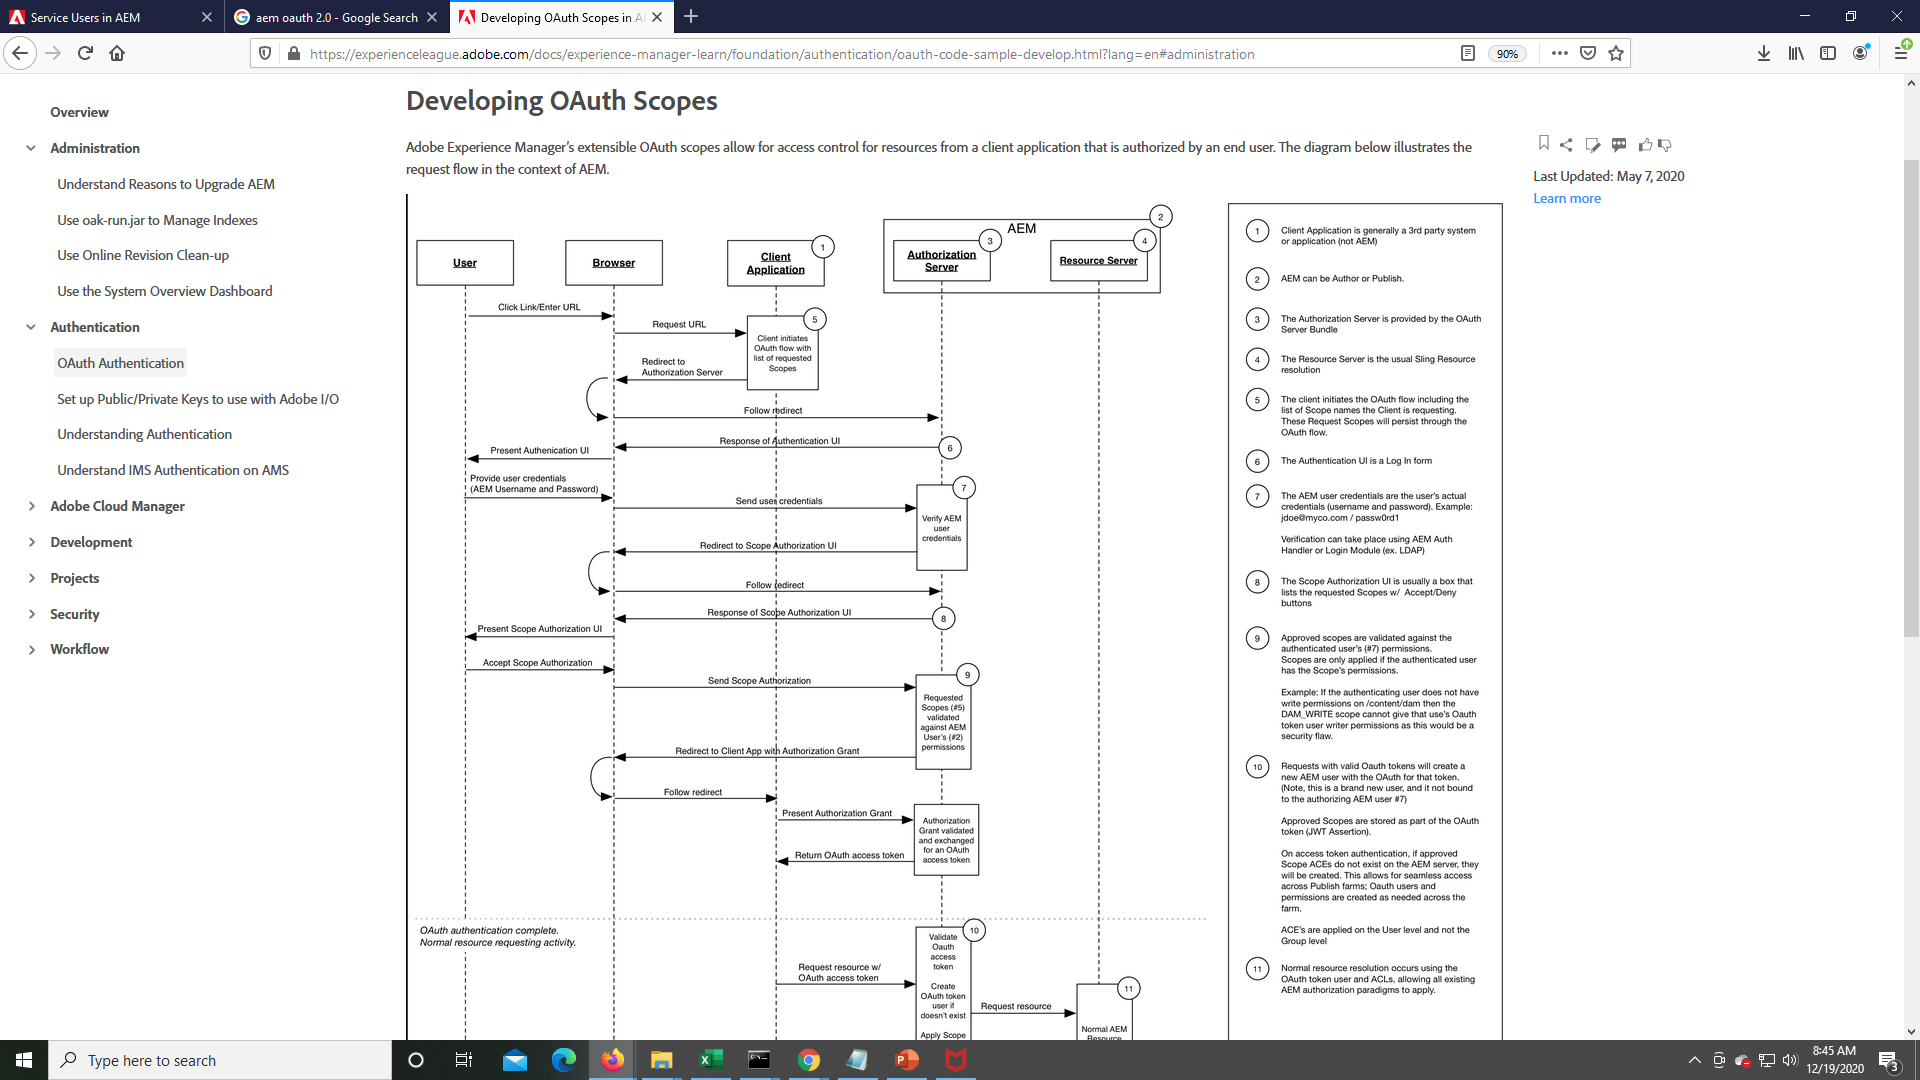 Service Users in AEM
aem oauth 2.0 - Google Search
Developing OAuth Scopes in A
https://experienceleague.adobe.com/docs/experience-manager-learn/foundation/authentication/oauth-code-sample-develop.html?lang=en#administration
90%
Overview
Administration
Understand Reasons to Upgrade AEM
Use oak-run.jar to Manage Indexes
Use Online Revision Clean-up
Use the System Overview Dashboard
Authentication
OAuth Authentication
Set up Public/Private Keys to use with Adobe I/O
Understanding Authentication
Understand IMS Authentication on AMS
Adobe Cloud Manager
Development
Projects
Security
Workflow
Developing OAuth Scopes
Adobe Experience Manager's extensible OAuth scopes allow for access control for resources from a client application that is authorized by an end user. The diagram below illustrates the
request flow in the context of AEM.
Last Updated: May 7, 2020
Learn more
User
Browser
Client
Application
1
AEM
2
Authorization
Server
3
Resource Server
4
Click Link/Enter URL
Request URL
5
Client initiates
OAuth flow with
list of requested
Scopes
Redirect to
Authorization Server
Follow redirect
Response of Authentication UI
6
Present Authenication UI
Provide user credentials
(AEM Username and Password)
Send user credentials
7
Verify AEM
user
credentials
Redirect to Scope Authorization UI
Follow redirect
Response of Scope Authorization UI
8
Present Scope Authorization UI
Accept Scope Authorization
Send Scope Authorization
9
Requested
Scopes (#5)
validated
against AEM
User's (#2)
permissions
Redirect to Client App with Authorization Grant
Follow redirect
Present Authorization Grant
Authorization
Grant validated
and exchanged
for an OAuth
access token
Return OAuth access token
OAuth authentication complete.
Normal resource requesting activity.
10
Validate
Oauth
access
token
Create
OAuth token
user if
doesn't exist
Apply Scope
Request resource w/
OAuth access token
Request resource
11
Normal AEM
Resource
1
Client Application is generally a 3rd party system
or application (not AEM)
2
AEM can be Author or Publish.
3
The Authorization Server is provided by the OAuth
Server Bundle
4
The Resource Server is the usual Sling Resource
resolution
5
The client initiates the OAuth flow including the
list of Scope names the Client is requesting.
These Request Scopes will persist through the
OAuth flow.
6
The Authentication UI is a Log In form
7
The AEM user credentials are the user's actual
credentials (username and password). Example:
jdoe@myco.com / passw0rd1
Verification can take place using AEM Auth
Handler or Login Module (ex. LDAP)
8
The Scope Authorization UI is usually a box that
lists the requested Scopes w/ Accept/Deny
buttons
9
Approved scopes are validated against the
authenticated user's (#7) permissions.
Scopes are only applied if the authenticated user
has the Scope's permissions.
Example: If the authenticating user does not have
write permissions on /content/dam then the
DAM_WRITE scope cannot give that use's Oauth
token user writer permissions as this would be a
security flaw.
10
Requests with valid Oauth tokens will create a
new AEM user with the OAuth for that token.
(Note, this is a brand new user, and it not bound
to the authorizing AEM user #7)
Approved Scopes are stored as part of the OAuth
token (JWT Assertion).
On access token authentication, if approved
Scope ACEs do not exist on the AEM server, they
will be created. This allows for seamless access
across Publish farms; Oauth users and
permissions are created as needed across the
farm.
ACE's are applied on the User level and not the
Group level
11
Normal resource resolution occurs using the
OAuth token user and ACLs, allowing all existing
AEM authorization paradigms to apply.
Type here to search
8:45 AM
12/19/2020
3